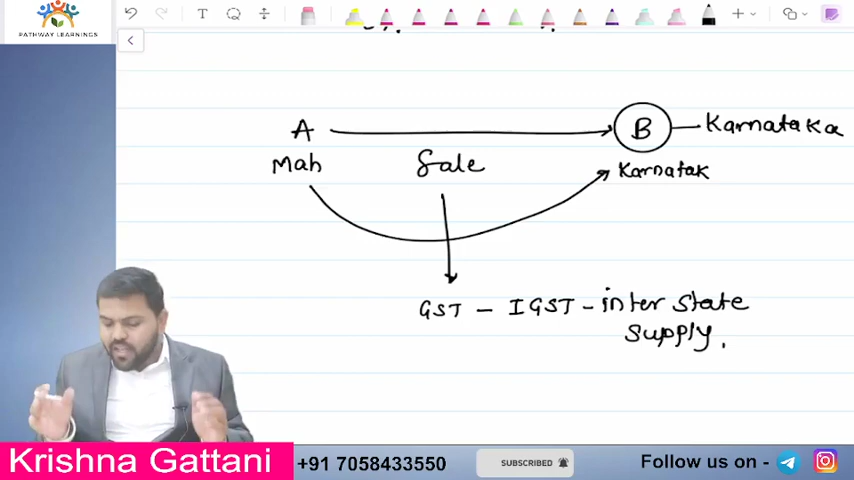 PATHWAY LEARNINGS
T
A
B
Karnataka
Mah
Sale
Karnatak
GST - IGST - inter State
supply.
Krishna Gattani
+91 7058433550
SUBSCRIBED
Follow us on -